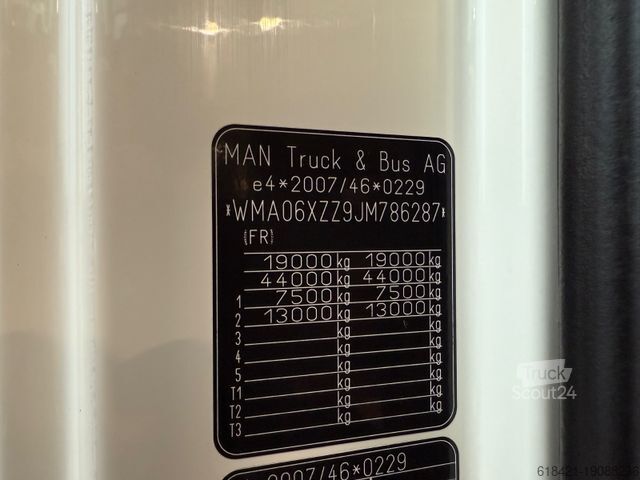 MAN Truck & Bus AG
e4*2007/46*0229
*WMA06XZZ9JM786287*
(FR)
19000 kg 19000 kg
44000 kg 44000 kg
1 7500 kg 7500 kg
2 13000 kg 13000 kg
3 kg kg
4 kg kg
5 kg kg
T1 kg kg
T2 kg kg
T3 kg kg
2007/46*0229
Truck
Scout24